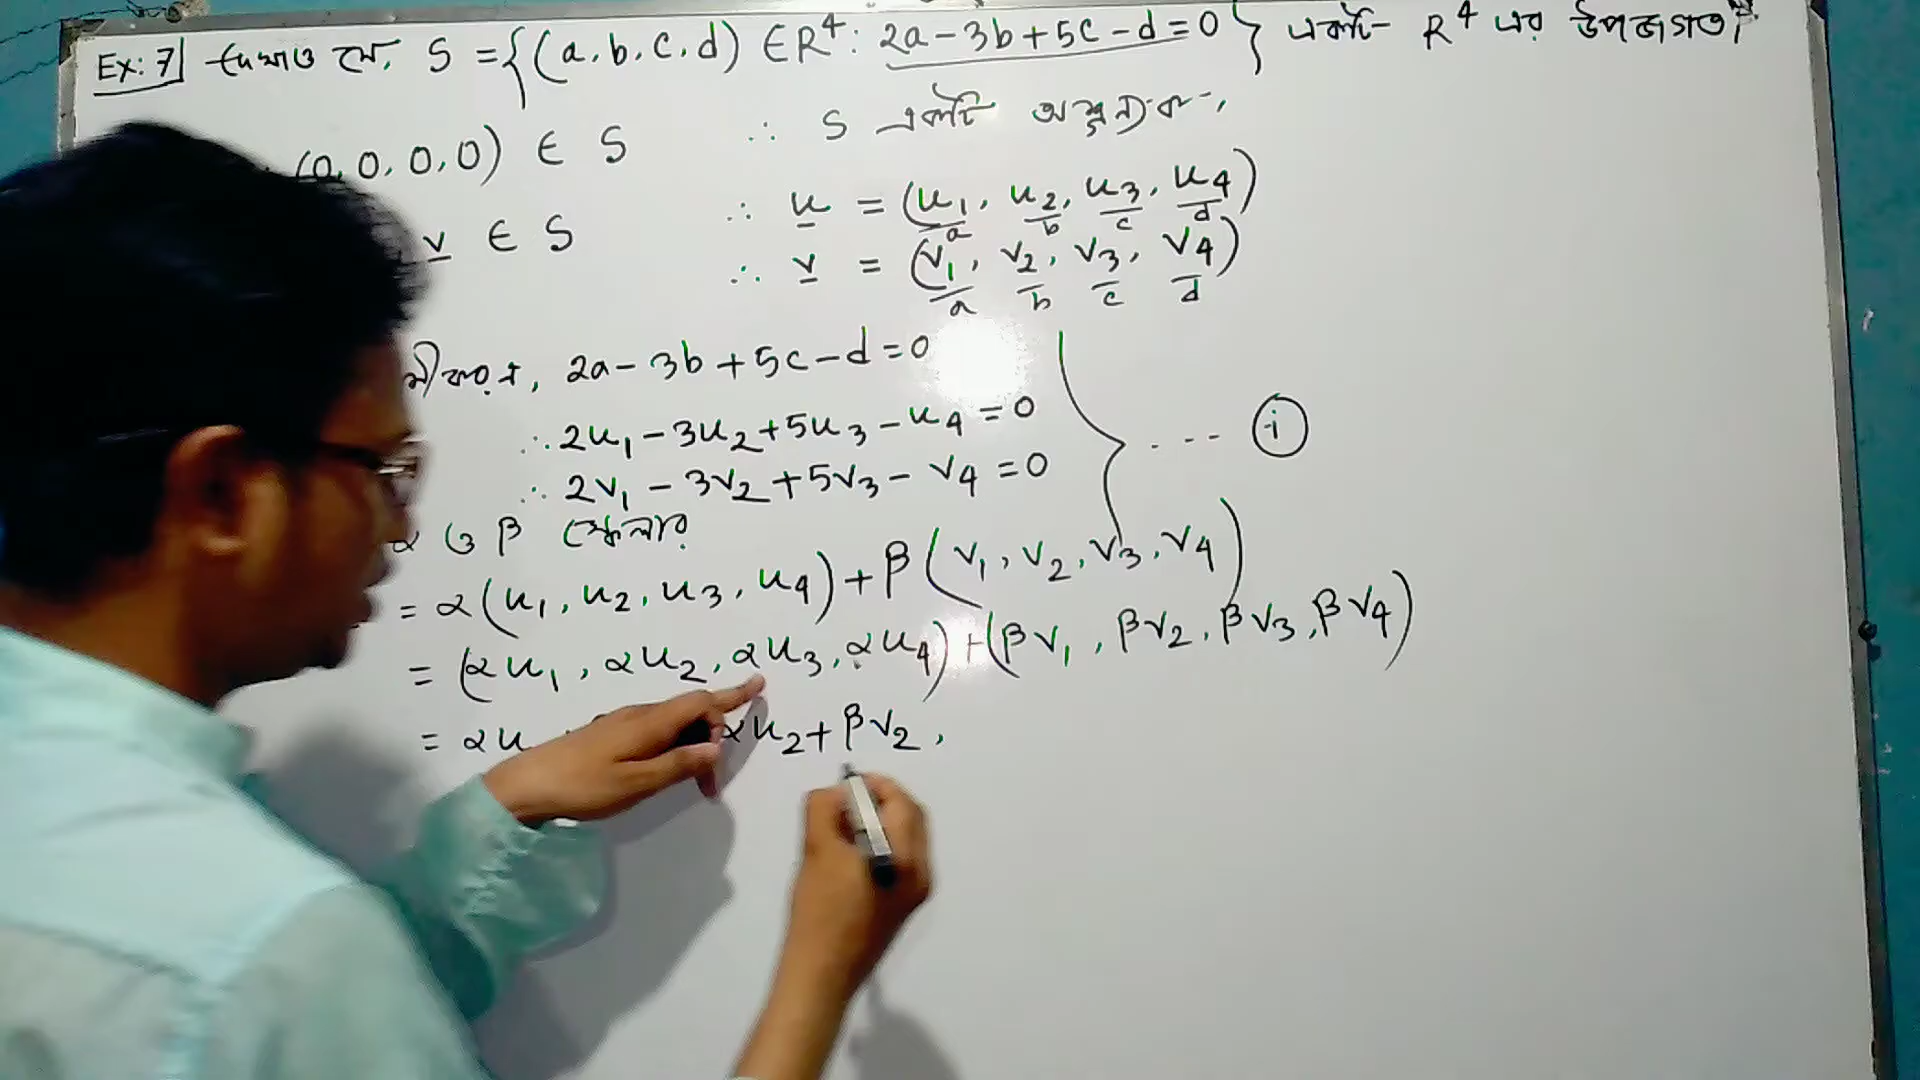 Ex: 7| দেখাও যে, S = {(a, b, c, d) ∈ R⁴: 2a - 3b + 5c - d = 0} একটি R⁴ এর উপজগত।
(0, 0, 0, 0) ∈ S ∴ S একটি অশূন্য
v ∈ S ∴ u = (u₁, u₂, u₃, u₄)
a b c d
∴ v = (v₁, v₂, v₃, v₄)
a b c d
2a - 3b + 5c - d = 0
∴ 2u₁ - 3u₂ + 5u₃ - u₄ = 0 ---- (i)
∴ 2v₁ - 3v₂ + 5v₃ - v₄ = 0
α ও β স্কেলার
= α(u₁, u₂, u₃, u₄) + β(v₁, v₂, v₃, v₄)
= (αu₁, αu₂, αu₃, αu₄) + (βv₁, βv₂, βv₃, βv₄)
= αu αu₂ + βv₂,